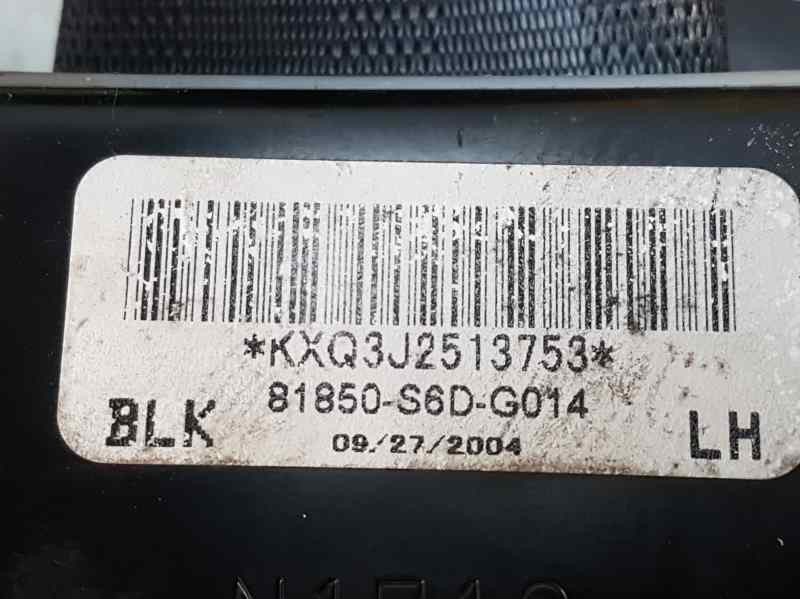 *KXQ3J2513753*
81850-S6D-G014
BLK 09/27/2004 LH